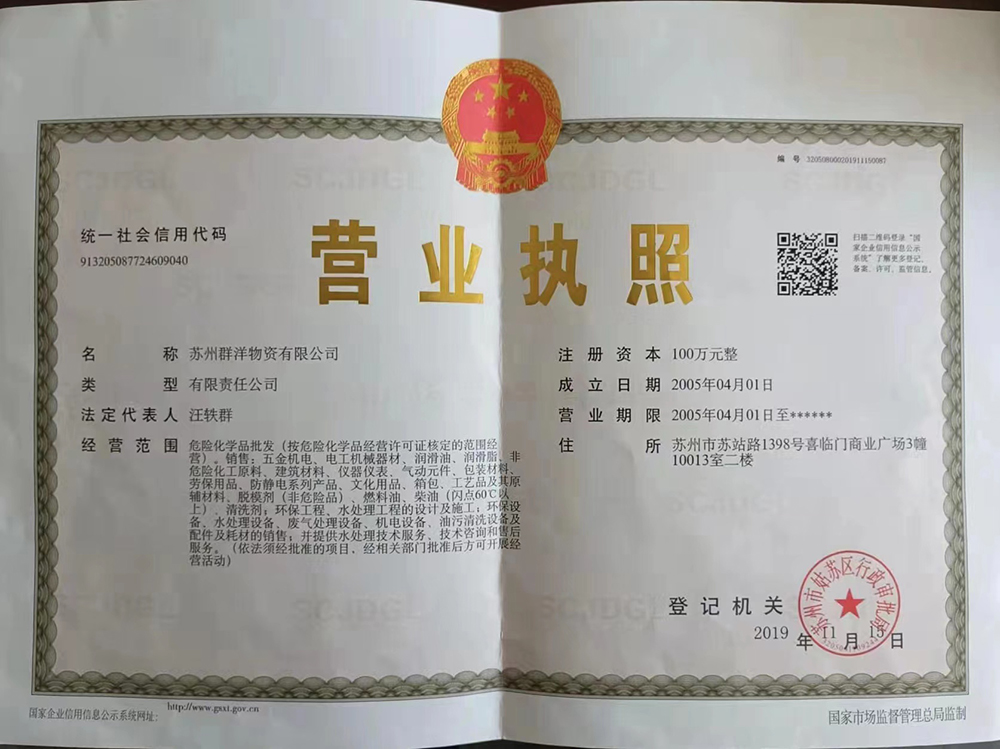 编 号 320508000201911150087
统一社会信用代码
913205087724609040
营业执照
扫描二维码登录“国
家企业信用信息公示
系统”了解更多登记、
备案、许可、监管信息。
名 称 苏州群洋物资有限公司
类 型 有限责任公司
法定代表人 汪轶群
经营范围 危险化学品批发（按危险化学品经营许可证核定的范围经
营）。销售：五金机电、电工机械器材、润滑油、润滑脂、非
危险化工原料、建筑材料、仪器仪表、气动元件、包装材料、
劳保用品、防静电系列产品、文化用品、箱包、工艺品及其原
辅材料、脱模剂（非危险品）、燃料油、柴油（闪点60℃以
上）、清洗剂；环保工程、水处理工程的设计及施工；环保设
备、水处理设备、废气处理设备、机电设备、油污清洗设备及
配件及耗材的销售；并提供水处理技术服务、技术咨询和售后
服务。（依法须经批准的项目，经相关部门批准后方可开展经
营活动）
注册资本 100万元整
成立日期 2005年04月01日
营业期限 2005年04月01日至******
住 所 苏州市苏站路1398号喜临门商业广场3幢
10013室二楼
登记机关
苏州市姑苏区行政审批局
2019 年 11 月 15 日
国家企业信用信息公示系统网址： http://www.gsxt.gov.cn
国家市场监督管理总局监制